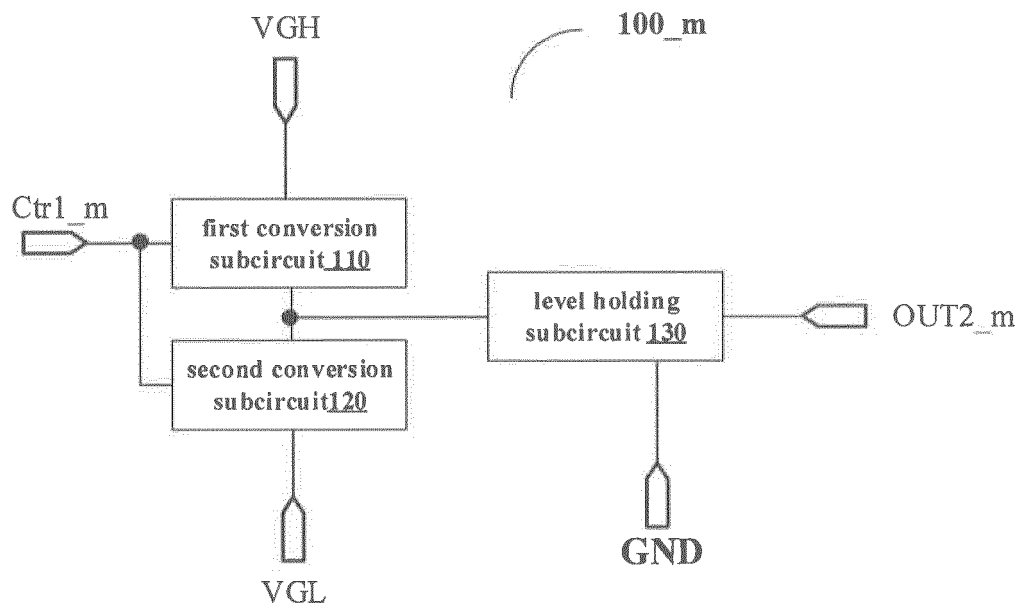 VGH
100_m
Ctr1_m
first conversion
subcircuit 110
level holding
subcircuit 130
OUT2_m
second conversion
subcircuit120
GND
VGL